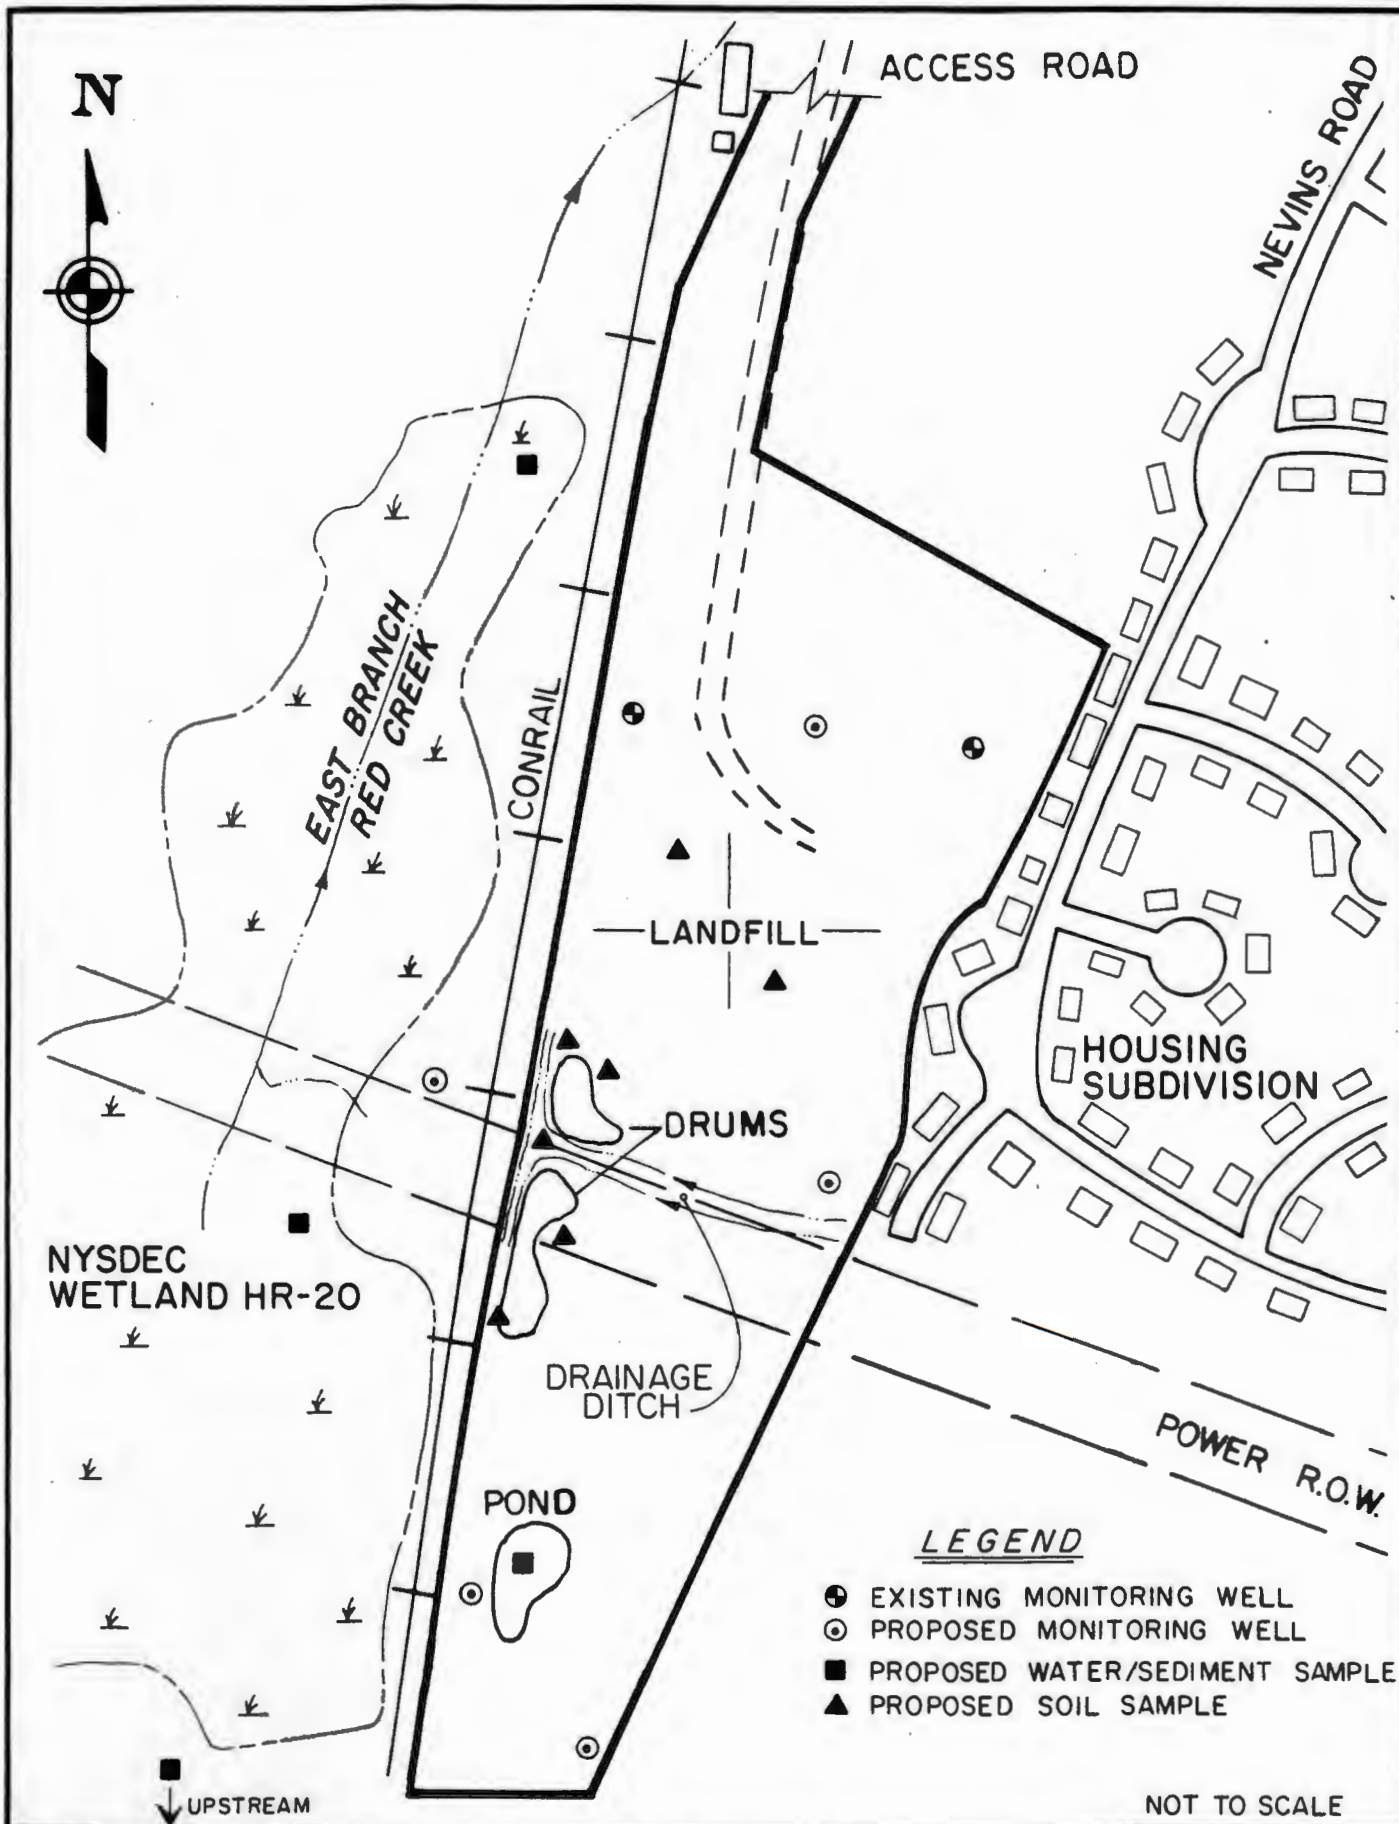 N
ACCESS ROAD
NEVINS ROAD
EAST BRANCH
RED CREEK
CONRAIL
LANDFILL
HOUSING
SUBDIVISION
DRUMS
NYSDEC
WETLAND HR-20
DRAINAGE
DITCH
POWER R.O.W.
POND
LEGEND
EXISTING MONITORING WELL
PROPOSED MONITORING WELL
PROPOSED WATER/SEDIMENT SAMPLE
PROPOSED SOIL SAMPLE
UPSTREAM
NOT TO SCALE